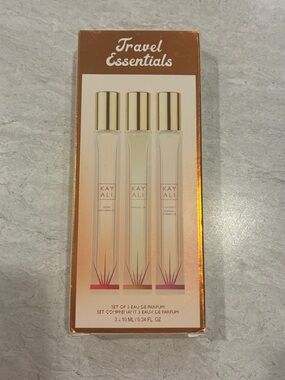 Travel
Essentials
KAY
ALI
KAY
ALI
KAY
ALI
SET OF 3 EAU DE PARFUM
SET COMPRENANT 3 EAUX DE PARFUM
3 x 10 ML / 0.34 FL. OZ